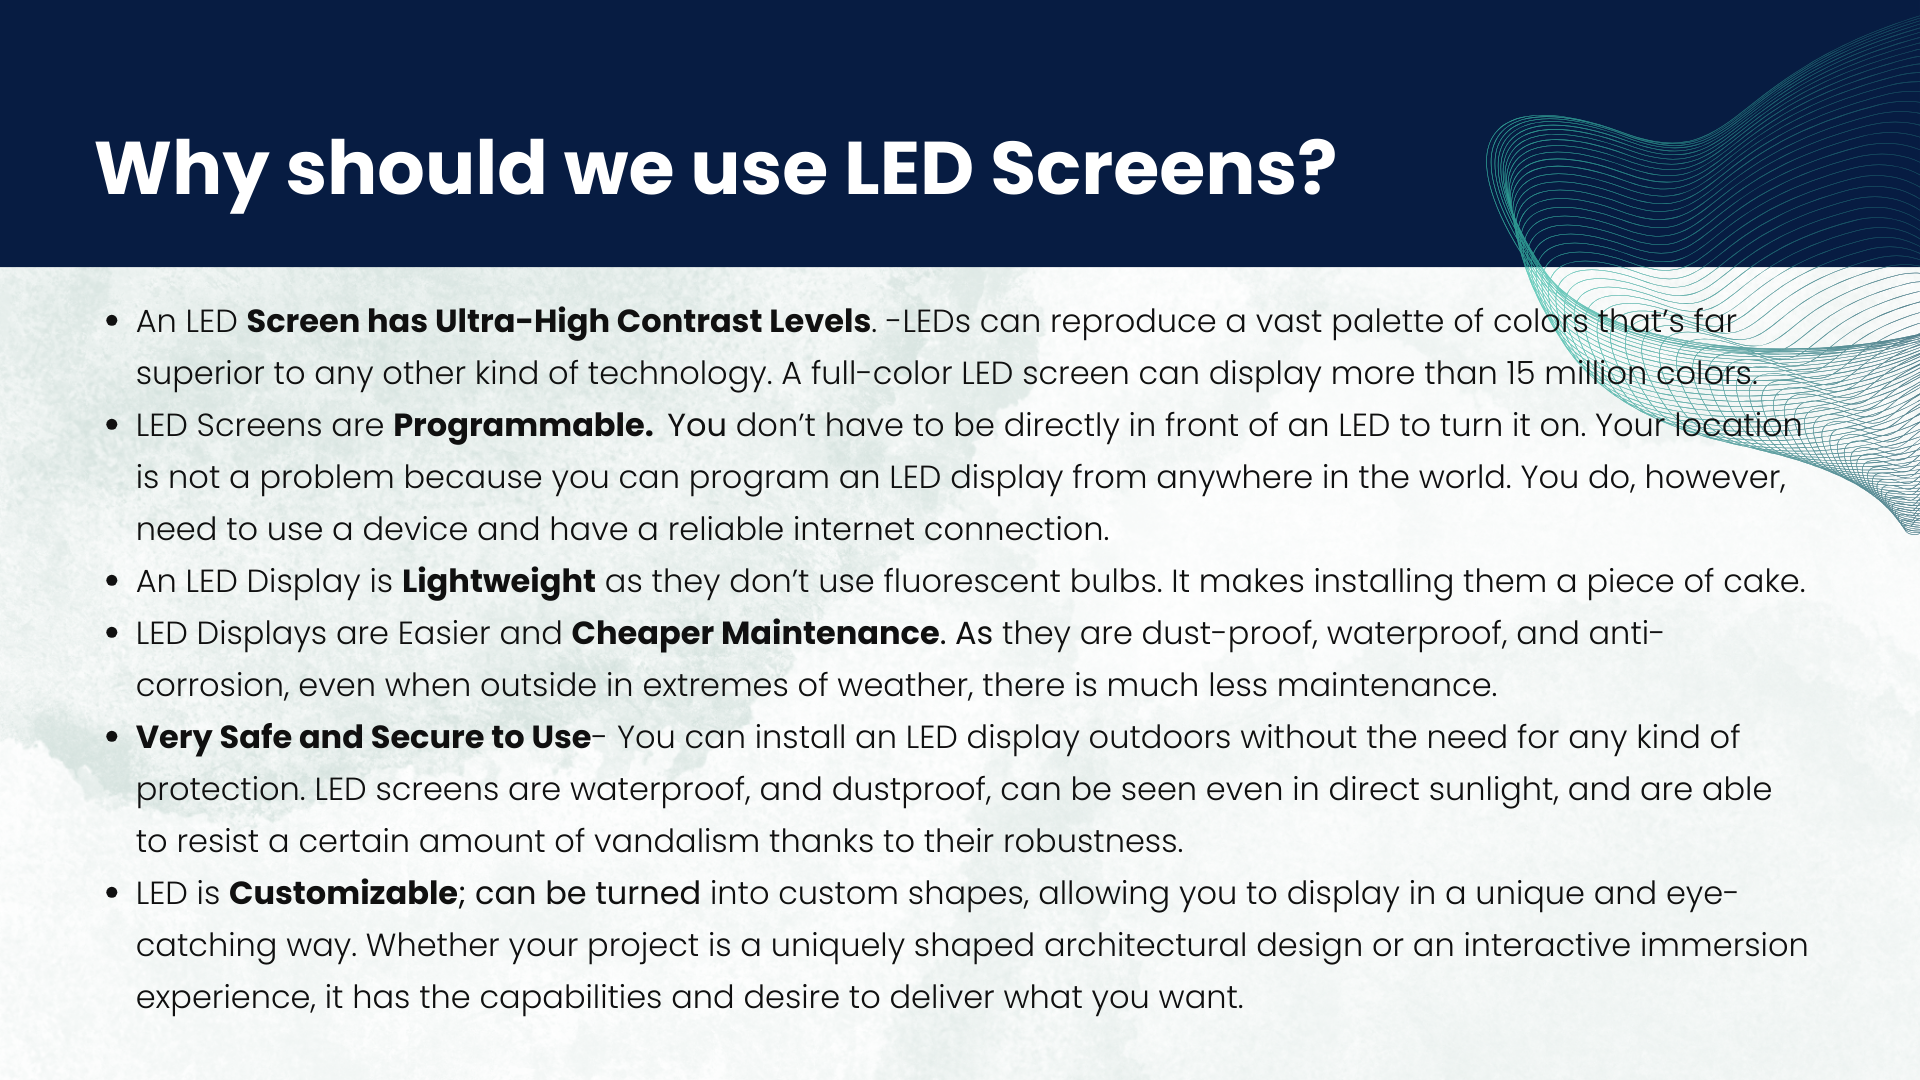 Why should we use LED Screens?
• An LED Screen has Ultra-High Contrast Levels. -LEDs can reproduce a vast palette of colors that’s far
superior to any other kind of technology. A full-color LED screen can display more than 15 million colors.
• LED Screens are Programmable. You don’t have to be directly in front of an LED to turn it on. Your location
is not a problem because you can program an LED display from anywhere in the world. You do, however,
need to use a device and have a reliable internet connection.
• An LED Display is Lightweight as they don’t use fluorescent bulbs. It makes installing them a piece of cake.
• LED Displays are Easier and Cheaper Maintenance. As they are dust-proof, waterproof, and anti-
corrosion, even when outside in extremes of weather, there is much less maintenance.
• Very Safe and Secure to Use- You can install an LED display outdoors without the need for any kind of
protection. LED screens are waterproof, and dustproof, can be seen even in direct sunlight, and are able
to resist a certain amount of vandalism thanks to their robustness.
• LED is Customizable; can be turned into custom shapes, allowing you to display in a unique and eye-
catching way. Whether your project is a uniquely shaped architectural design or an interactive immersion
experience, it has the capabilities and desire to deliver what you want.